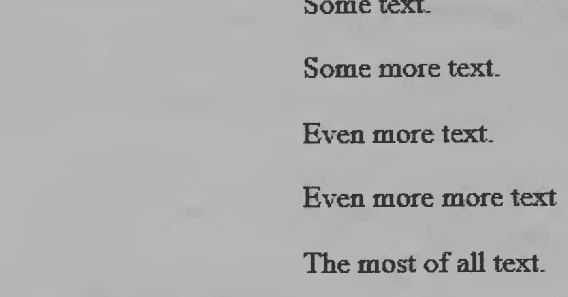 Some text.
Some more text.
Even more text.
Even more more text
The most of all text.